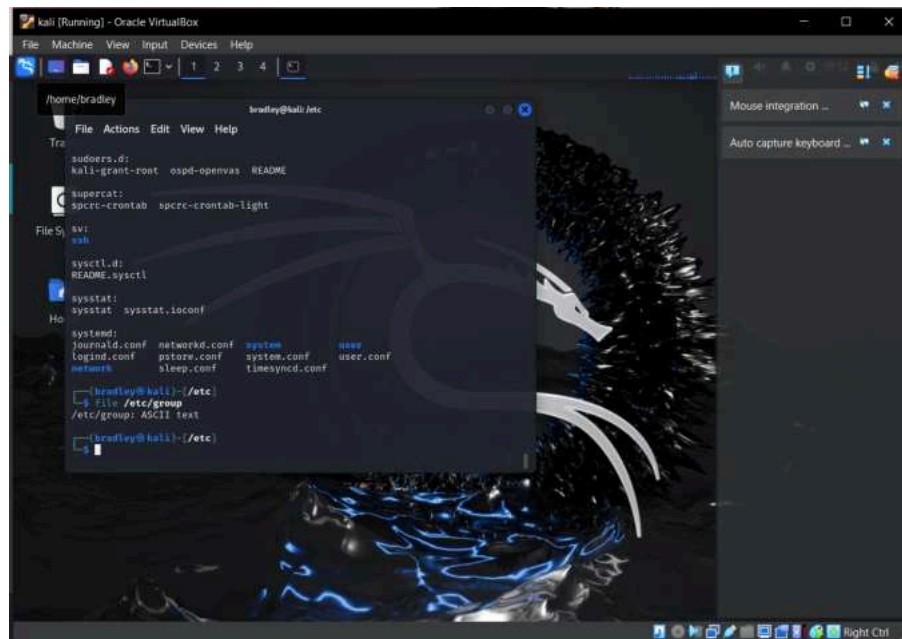 kali [Running] - Oracle VirtualBox
File Machine View Input Devices Help
1 2 3 4
/home/bradley
bradley@kali: /etc
File Actions Edit View Help
Tra
sudoers.d:
kali-grant-root ospd-openvas README
supercat:
spcrc-crontab spcrc-crontab-light
File Sy
sv:
ssh
sysctl.d:
README.sysctl
sysstat:
sysstat sysstat.ioconf
Ho
systemd:
journald.conf networkd.conf system user
logind.conf pstore.conf system.conf user.conf
network sleep.conf timesyncd.conf
(bradley㉿kali)-[/etc]
$ file /etc/group
/etc/group: ASCII text
(bradley㉿kali)-[/etc]
$
Mouse integration ...
Auto capture keyboard ...
Right Ctrl